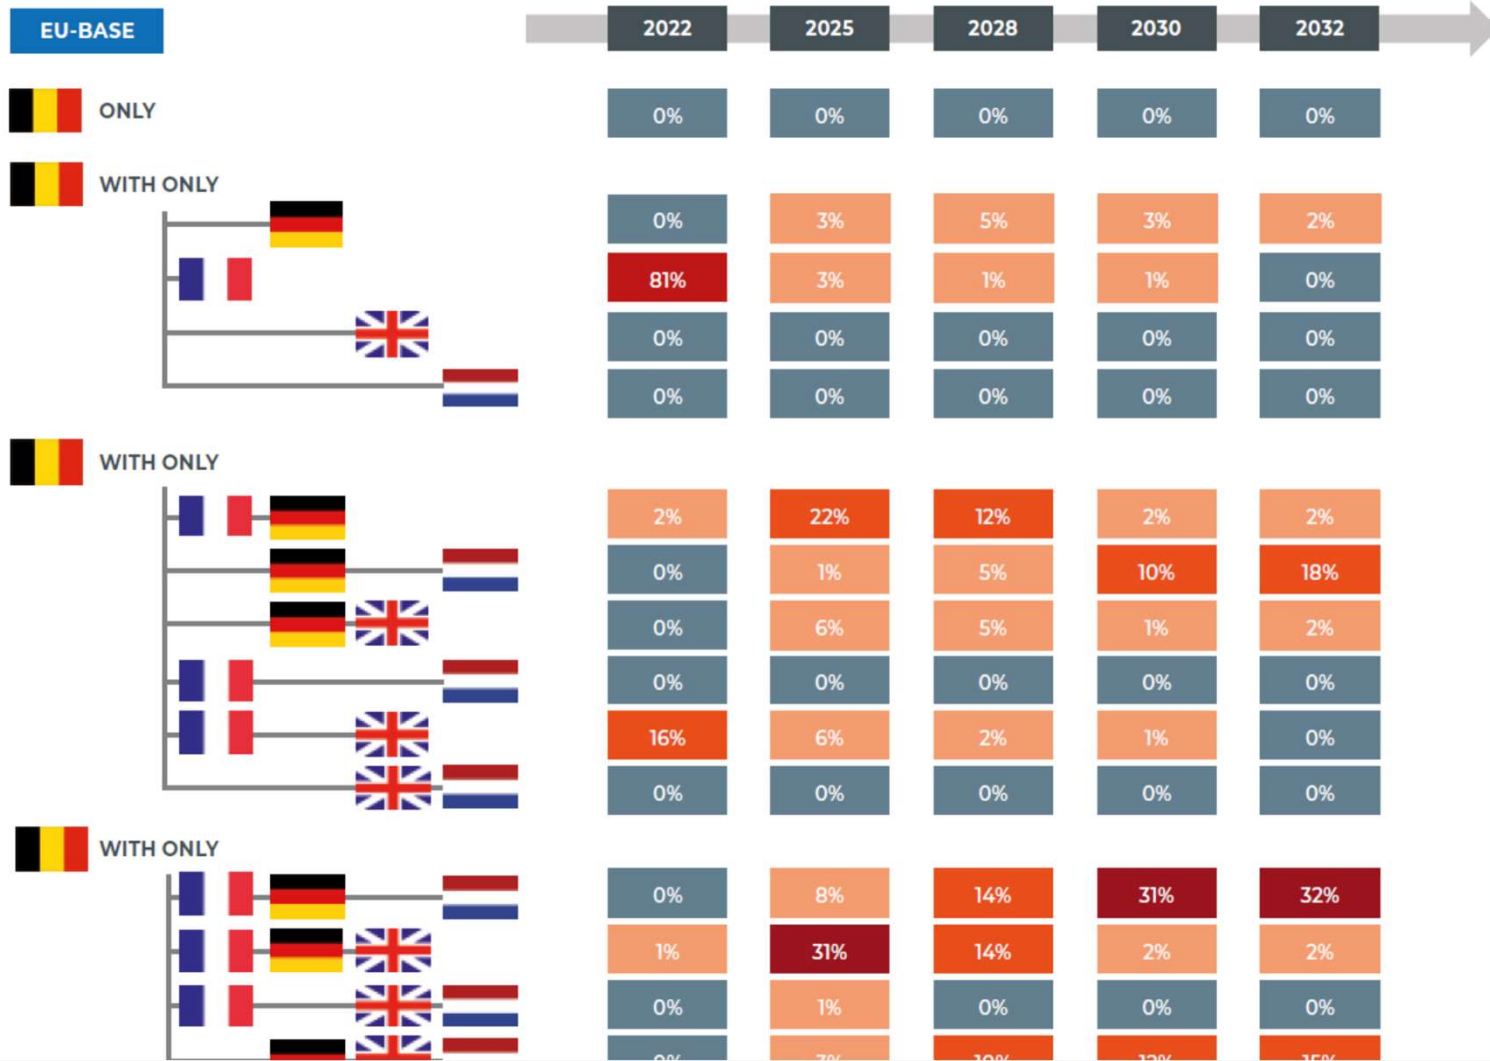 EU-BASE 2022 2025 2028 2030 2032
ONLY 0% 0% 0% 0% 0%
WITH ONLY
0% 3% 5% 3% 2%
81% 3% 1% 1% 0%
0% 0% 0% 0% 0%
0% 0% 0% 0% 0%
WITH ONLY
2% 22% 12% 2% 2%
0% 1% 5% 10% 18%
0% 6% 5% 1% 2%
0% 0% 0% 0% 0%
16% 6% 2% 1% 0%
0% 0% 0% 0% 0%
WITH ONLY
0% 8% 14% 31% 32%
1% 31% 14% 2% 2%
0% 1% 0% 0% 0%